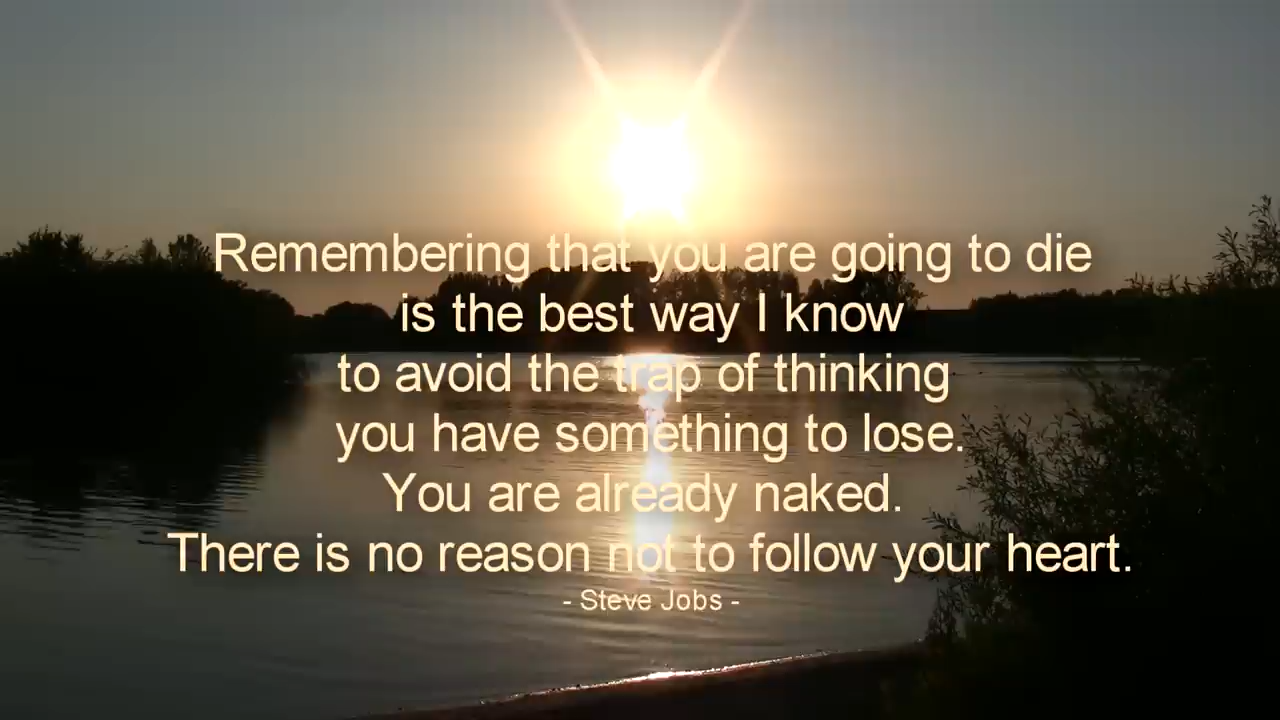 Remembering that you are going to die
is the best way I know
to avoid the trap of thinking
you have something to lose.
You are already naked.
There is no reason not to follow your heart.
- Steve Jobs -